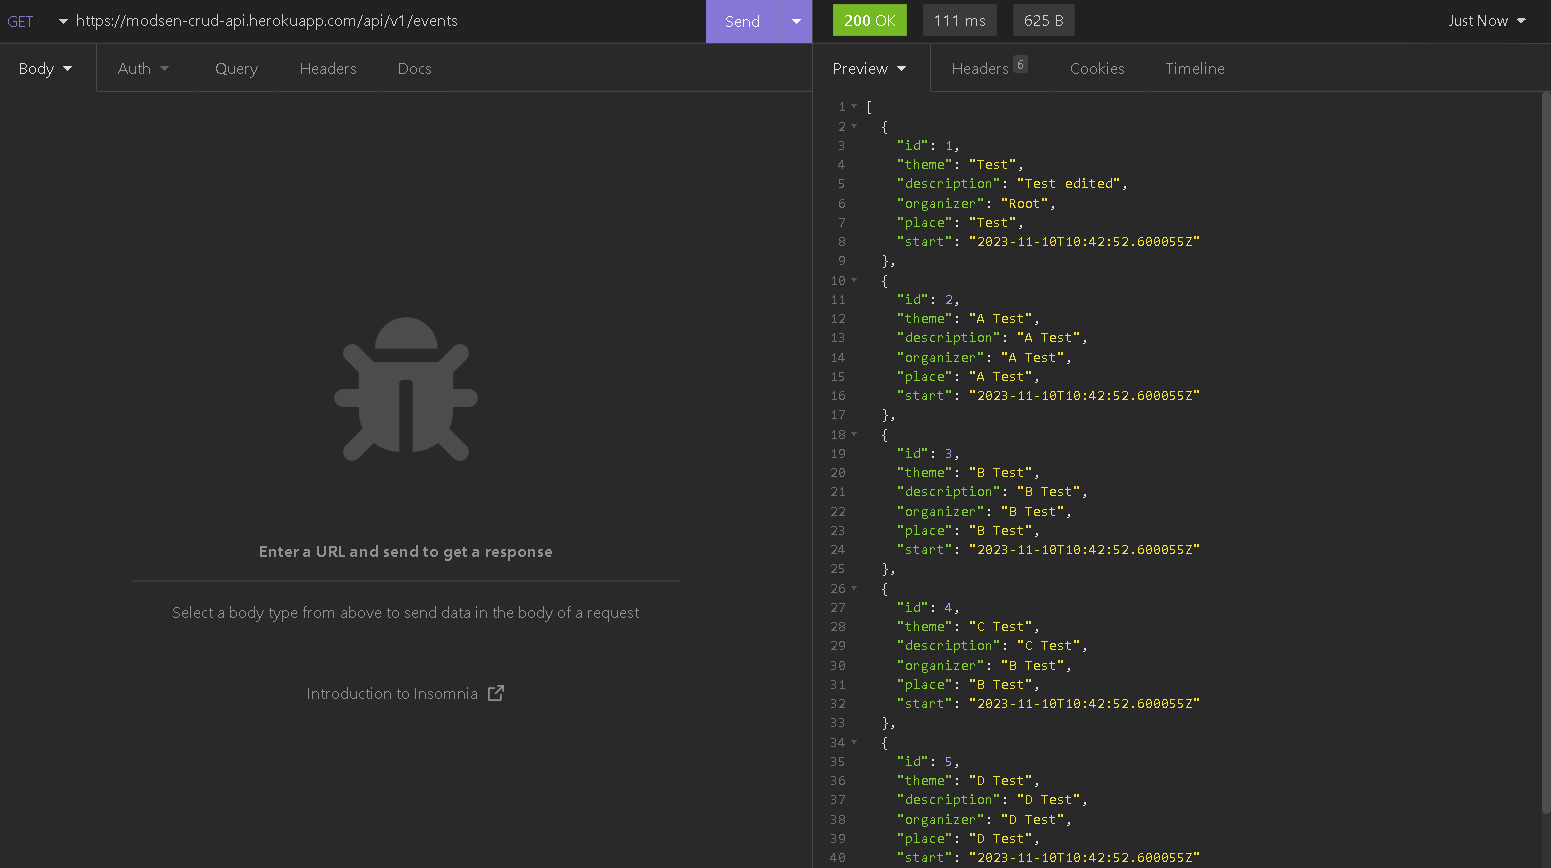 GET https://modsen-crud-api.herokuapp.com/api/v1/events Send 200 OK 111 ms 625 B Just Now
Body Auth Query Headers Docs Preview Headers 6 Cookies Timeline
Enter a URL and send to get a response
Select a body type from above to send data in the body of a request
Introduction to Insomnia
1 [
2 {
3 "id": 1,
4 "theme": "Test",
5 "description": "Test edited",
6 "organizer": "Root",
7 "place": "Test",
8 "start": "2023-11-10T10:42:52.600055Z"
9 },
10 {
11 "id": 2,
12 "theme": "A Test",
13 "description": "A Test",
14 "organizer": "A Test",
15 "place": "A Test",
16 "start": "2023-11-10T10:42:52.600055Z"
17 },
18 {
19 "id": 3,
20 "theme": "B Test",
21 "description": "B Test",
22 "organizer": "B Test",
23 "place": "B Test",
24 "start": "2023-11-10T10:42:52.600055Z"
25 },
26 {
27 "id": 4,
28 "theme": "C Test",
29 "description": "C Test",
30 "organizer": "B Test",
31 "place": "B Test",
32 "start": "2023-11-10T10:42:52.600055Z"
33 },
34 {
35 "id": 5,
36 "theme": "D Test",
37 "description": "D Test",
38 "organizer": "D Test",
39 "place": "D Test",
40 "start": "2023-11-10T10:42:52.600055Z"